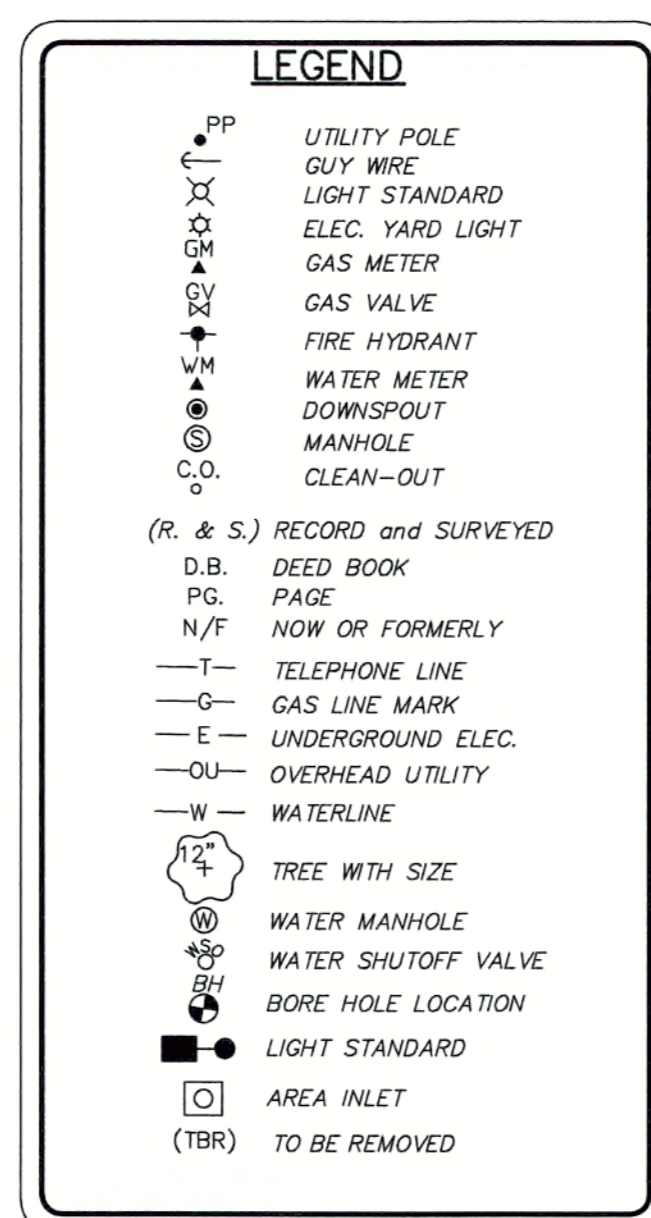 LEGEND
PP UTILITY POLE
GUY WIRE
LIGHT STANDARD
ELEC. YARD LIGHT
GM GAS METER
GV GAS VALVE
FIRE HYDRANT
WM WATER METER
DOWNSPOUT
S MANHOLE
C.O. CLEAN-OUT
(R. & S.) RECORD and SURVEYED
D.B. DEED BOOK
PG. PAGE
N/F NOW OR FORMERLY
T TELEPHONE LINE
G GAS LINE MARK
E UNDERGROUND ELEC.
OU OVERHEAD UTILITY
W WATERLINE
12" TREE WITH SIZE
W WATER MANHOLE
WSO WATER SHUTOFF VALVE
BH BORE HOLE LOCATION
LIGHT STANDARD
AREA INLET
(TBR) TO BE REMOVED